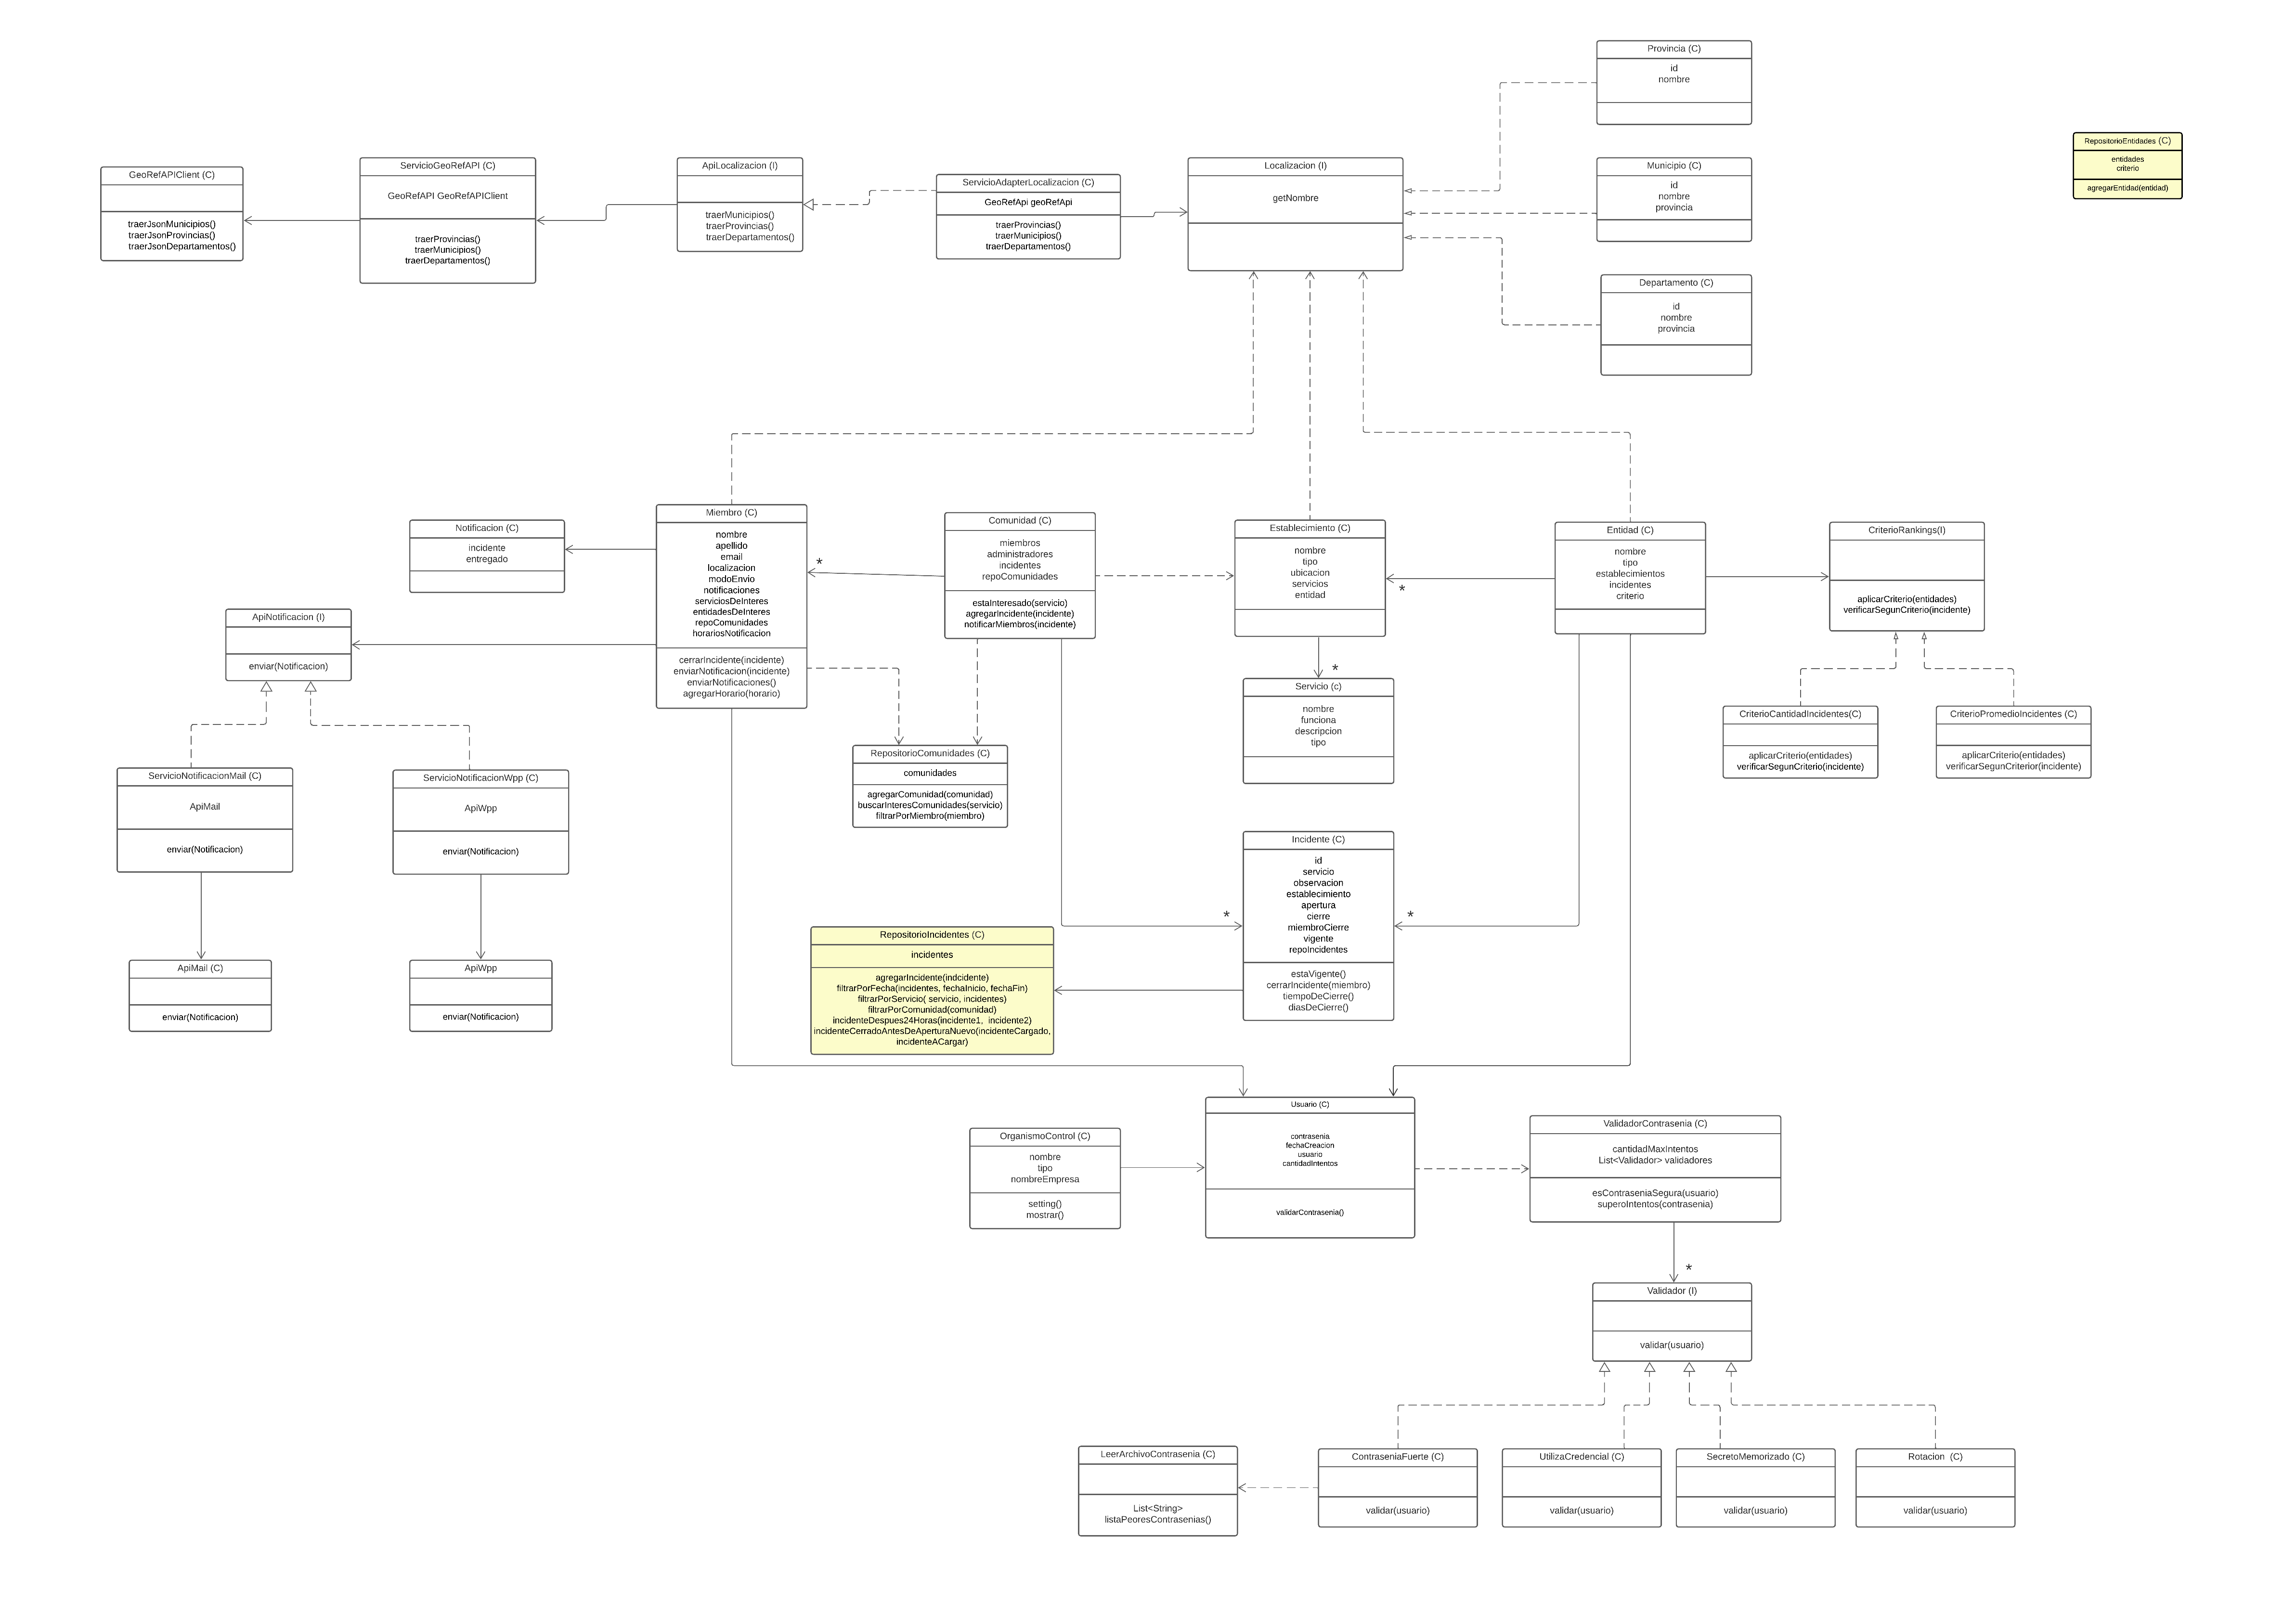 Provincia (C)
id
nombre
RepositorioEntidades (C)
entidades
criterio
agregarEntidad(entidad)
GeoRefAPIClient (C)
traerJsonMunicipios()
traerJsonProvincias()
traerJsonDepartamentos()
ServicioGeoRefAPI (C)
GeoRefAPI GeoRefAPIClient
traerProvincias()
traerMunicipios()
traerDepartamentos()
ApiLocalizacion (I)
traerMunicipios()
traerProvincias()
traerDepartamentos()
ServicioAdapterLocalizacion (C)
GeoRefApi geoRefApi
traerProvincias()
traerMunicipios()
traerDepartamentos()
Localizacion (I)
getNombre
Municipio (C)
id
nombre
provincia
Departamento (C)
id
nombre
provincia
Notificacion (C)
incidente
entregado
Miembro (C)
nombre
apellido
email
localizacion
modoEnvio
notificaciones
serviciosDeInteres
entidadesDeInteres
repoComunidades
horariosNotificacion
cerrarIncidente(incidente)
enviarNotificacion(incidente)
enviarNotificaciones()
agregarHorario(horario)
*
Comunidad (C)
miembros
administradores
incidentes
repoComunidades
estaInteresado(servicio)
agregarIncidente(incidente)
notificarMiembros(incidente)
Establecimiento (C)
nombre
tipo
ubicacion
servicios
entidad
*
Entidad (C)
nombre
tipo
establecimientos
incidentes
criterio
CriterioRankings(I)
aplicarCriterio(entidades)
verificarSegunCriterio(incidente)
ApiNotificacion (I)
enviar(Notificacion)
*
Servicio (c)
nombre
funciona
descripcion
tipo
CriterioCantidadIncidentes(C)
aplicarCriterio(entidades)
verificarSegunCriterio(incidente)
CriterioPromedioIncidentes (C)
aplicarCriterio(entidades)
verificarSegunCriterior(incidente)
RepositorioComunidades (C)
comunidades
agregarComunidad(comunidad)
buscarInteresComunidades(servicio)
filtrarPorMiembro(miembro)
ServicioNotificacionMail (C)
ApiMail
enviar(Notificacion)
ServicioNotificacionWpp (C)
ApiWpp
enviar(Notificacion)
Incidente (C)
id
servicio
observacion
establecimiento
apertura
cierre
miembroCierre
vigente
repoIncidentes
estaVigente()
cerrarIncidente(miembro)
tiempoDeCierre()
diasDeCierre()
*
*
RepositorioIncidentes (C)
incidentes
agregarIncidente(indcidente)
filtrarPorFecha(incidentes, fechaInicio, fechaFin)
filtrarPorServicio( servicio, incidentes)
filtrarPorComunidad(comunidad)
incidenteDespues24Horas(incidente1, incidente2)
incidenteCerradoAntesDeAperturaNuevo(incidenteCargado,
incidenteACargar)
ApiMail (C)
enviar(Notificacion)
ApiWpp
enviar(Notificacion)
Usuario (C)
contrasenia
fechaCreacion
usuario
cantidadIntentos
validarContrasenia()
OrganismoControl (C)
nombre
tipo
nombreEmpresa
setting()
mostrar()
ValidadorContrasenia (C)
cantidadMaxIntentos
List<Validador> validadores
esContraseniaSegura(usuario)
superoIntentos(contrasenia)
*
Validador (I)
validar(usuario)
LeerArchivoContrasenia (C)
List<String>
listaPeoresContrasenias()
ContraseniaFuerte (C)
validar(usuario)
UtilizaCredencial (C)
validar(usuario)
SecretoMemorizado (C)
validar(usuario)
Rotacion (C)
validar(usuario)